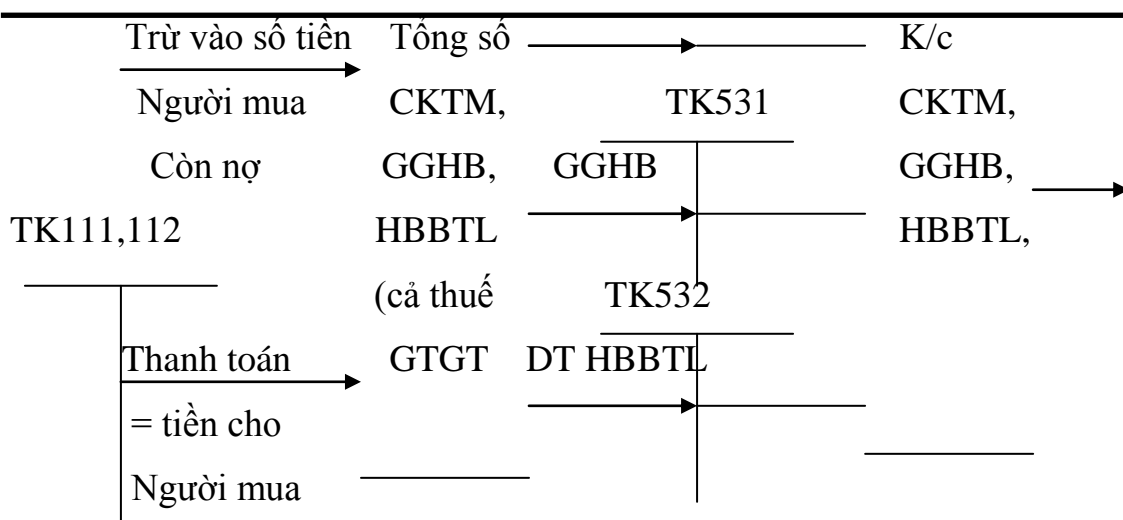 Trừ vào số tiền Tổng số K/c
Người mua CKTM, TK531 CKTM,
Còn nợ GGHB, GGHB GGHB,
TK111,112 HBBTL HBBTL,
(cả thuế TK532
Thanh toán GTGT DT HBBTL
= tiền cho
Người mua